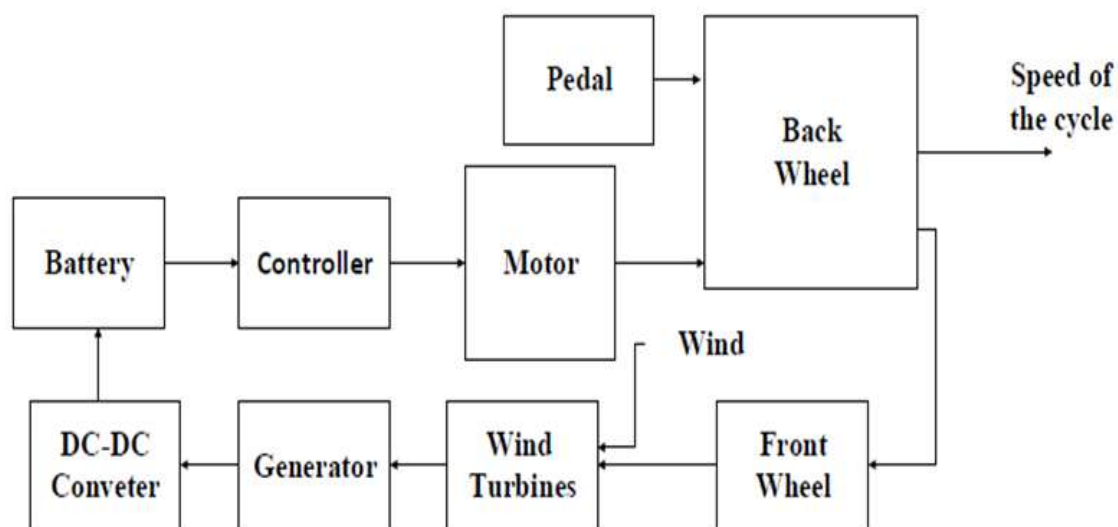 Pedal
Back
Wheel
Speed of
the cycle
Battery
Controller
Motor
Wind
DC-DC
Conveter
Generator
Wind
Turbines
Front
Wheel